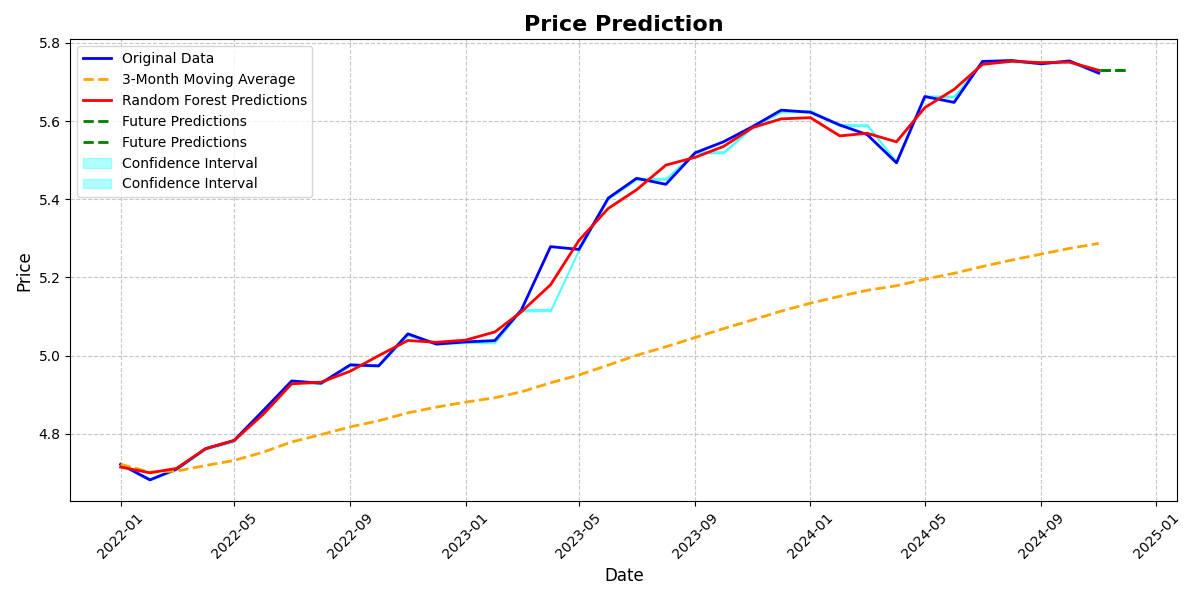 Price Prediction
Original Data
3-Month Moving Average
Random Forest Predictions
Future Predictions
Future Predictions
Confidence Interval
Confidence Interval
Price
5.8
5.6
5.4
5.2
5.0
4.8
2022-01
2022-05
2022-09
2023-01
2023-05
2023-09
2024-01
2024-05
2024-09
2025-01
Date